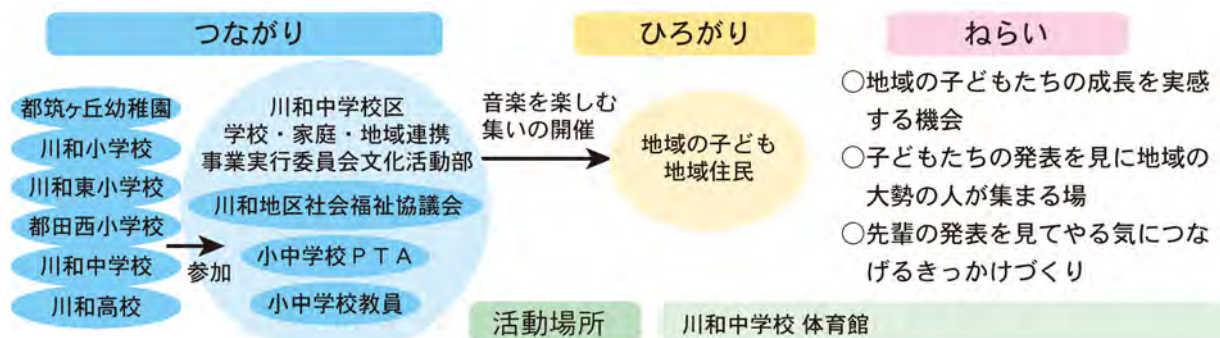 つながり
都筑ヶ丘幼稚園
川和小学校
川和東小学校
都田西小学校
川和中学校
川和高校
参加
川和中学校区
学校・家庭・地域連携
事業実行委員会文化活動部
川和地区社会福祉協議会
小中学校PTA
小中学校教員
音楽を楽しむ
集いの開催
ひろがり
地域の子ども
地域住民
ねらい
○地域の子どもたちの成長を実感
する機会
○子どもたちの発表を見に地域の
大勢の人が集まる場
○先輩の発表を見てやる気につな
げるきっかけづくり
活動場所
川和中学校 体育館